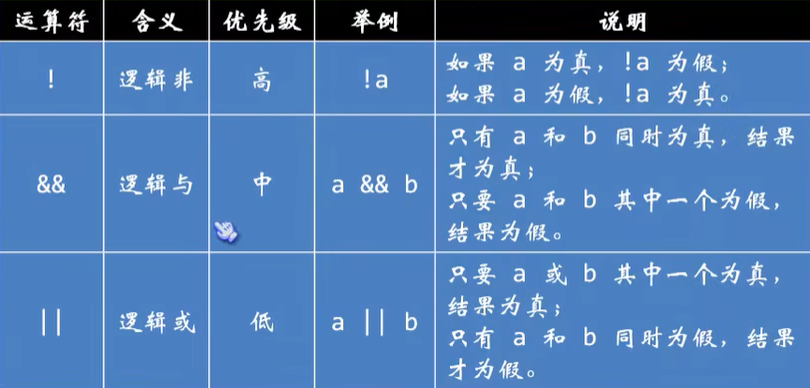 运算符 含义 优先级 举例 说明
! 逻辑非 高 !a 如果 a 为真，!a 为假；
如果 a 为假，!a 为真。
&& 逻辑与 中 a && b 只有 a 和 b 同时为真，结果
才为真；
只要 a 和 b 其中一个为假，
结果为假。
|| 逻辑或 低 a || b 只要 a 或 b 其中一个为真，
结果为真；
只有 a 和 b 同时为假，结果
才为假。